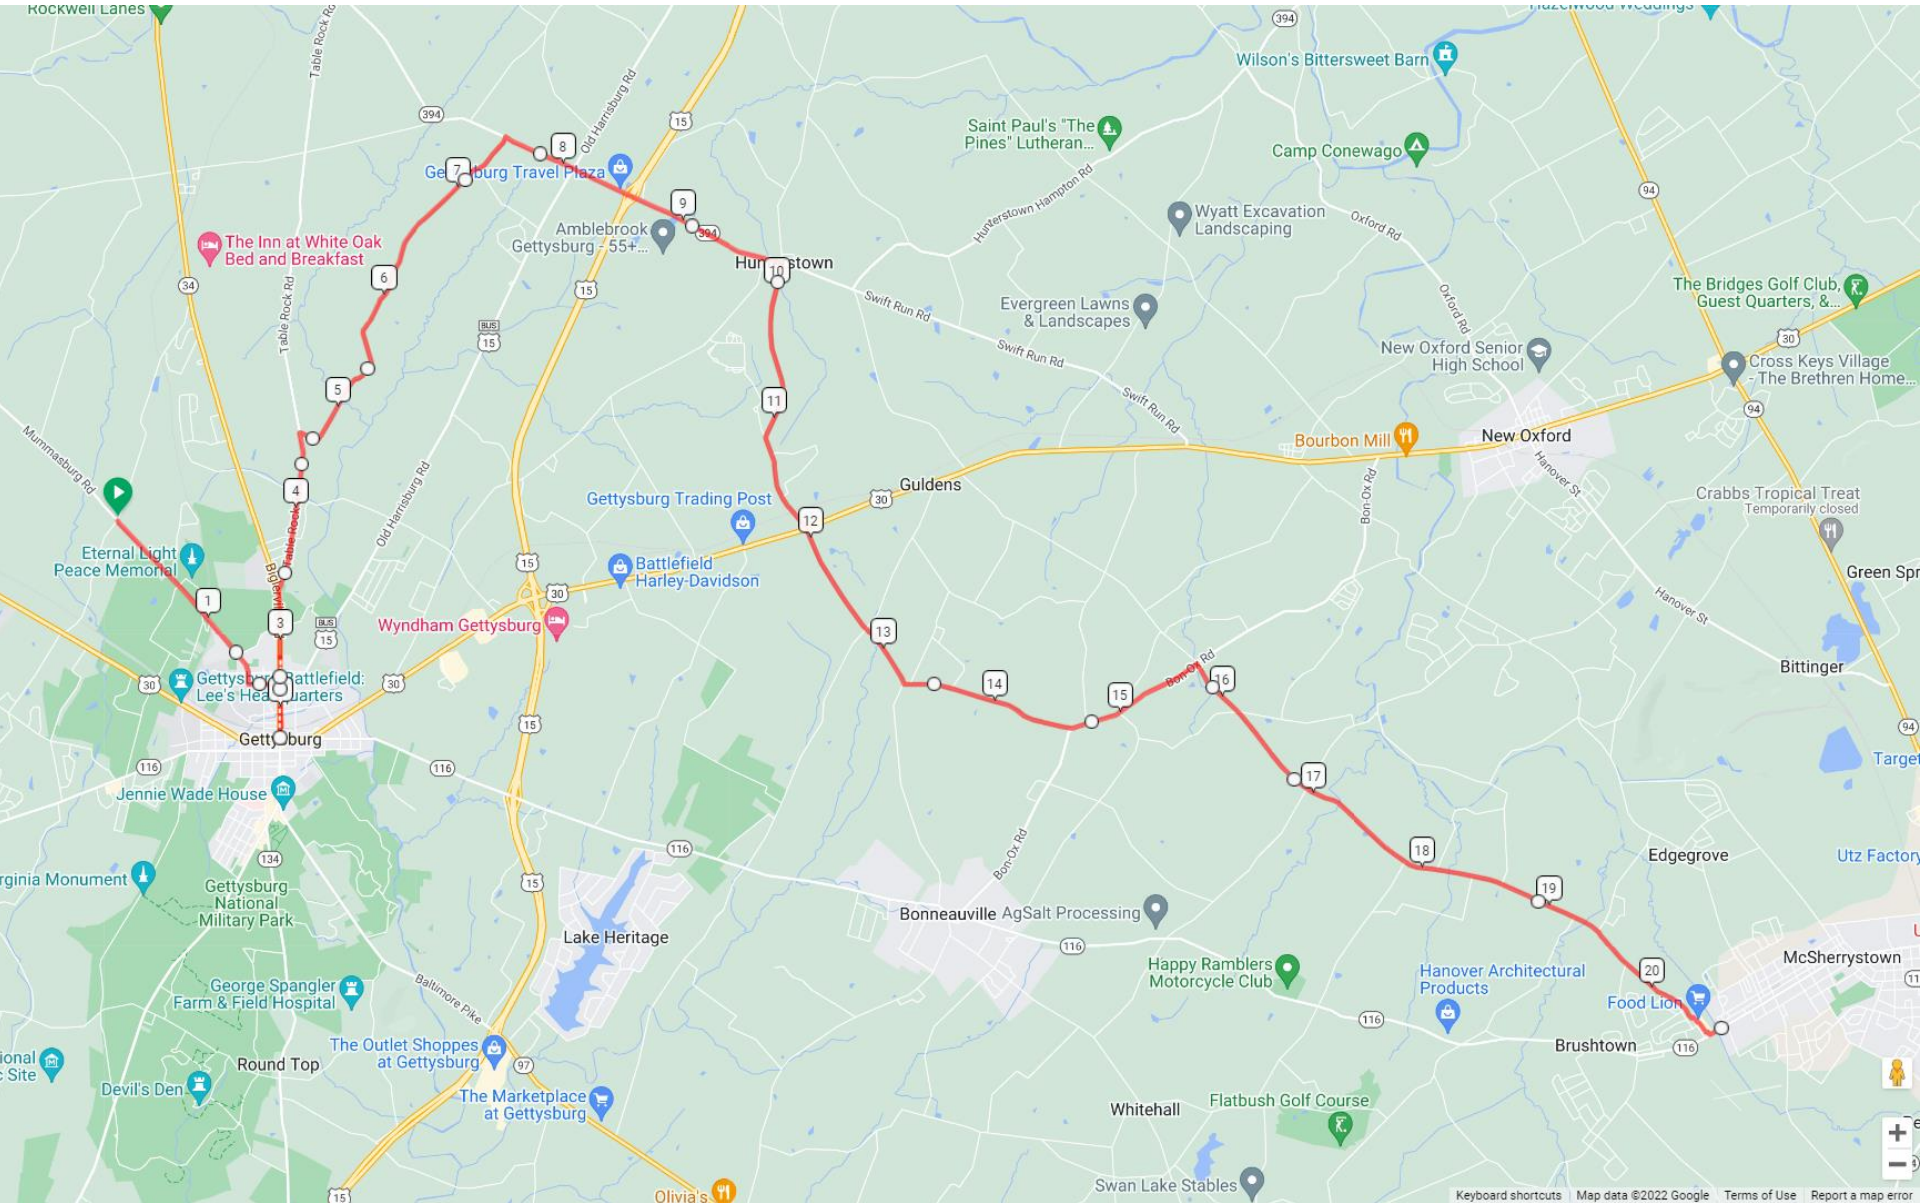 Rockwell Lanes
Table Rock Rd
394
Hazelwood Weddings
394
Wilson's Bittersweet Barn
Old Harrisburg Rd
15
Saint Paul's "The
Pines" Lutheran...
Camp Conewago
8
7
Gettysburg Travel Plaza
94
Hunterstown Hampton Rd
9
394
Amblebrook
Gettysburg - 55+...
Wyatt Excavation
Landscaping
Oxford Rd
The Inn at White Oak
Bed and Breakfast
Hunterstown
10
6
34
15
Table Rock Rd
BUS
15
Swift Run Rd
Evergreen Lawns
& Landscapes
Oxford Rd
The Bridges Golf Club,
Guest Quarters, &...
30
New Oxford Senior
High School
Swift Run Rd
Cross Keys Village
- The Brethren Home...
5
11
Swift Run Rd
94
Mummasburg Rd
Bourbon Mill
New Oxford
Hanover St
4
Old Harrisburg Rd
Gettysburg Trading Post
30
Guldens
Bon-Ox Rd
Crabbs Tropical Treat
Temporarily closed
12
Table Rock
Eternal Light
Peace Memorial
15
Battlefield
Harley-Davidson
30
Green Spr
Hanover St
1
3
BUS
15
Wyndham Gettysburg
13
Bittinger
30
Gettysburg Battlefield:
Lee's Headquarters
30
14
15
Bon-Ox Rd
16
15
Gettysburg
94
116
116
17
Target
Jennie Wade House
116
18
134
Bon-Ox Rd
Edgegrove
Utz Factory
rginia Monument
15
Gettysburg
National
Military Park
19
Bonneauville
AgSalt Processing
Lake Heritage
116
McSherrystown
Happy Ramblers
Motorcycle Club
Hanover Architectural
Products
20
Food Lion
George Spangler
Farm & Field Hospital
Baltimore Pike
116
The Outlet Shoppes
at Gettysburg
Brushtown
116
Round Top
97
Devil's Den
The Marketplace
at Gettysburg
Whitehall
Flatbush Golf Course
Swan Lake Stables
15
Olivia's
Keyboard shortcuts
Map data ©2022 Google
Terms of Use
Report a map error